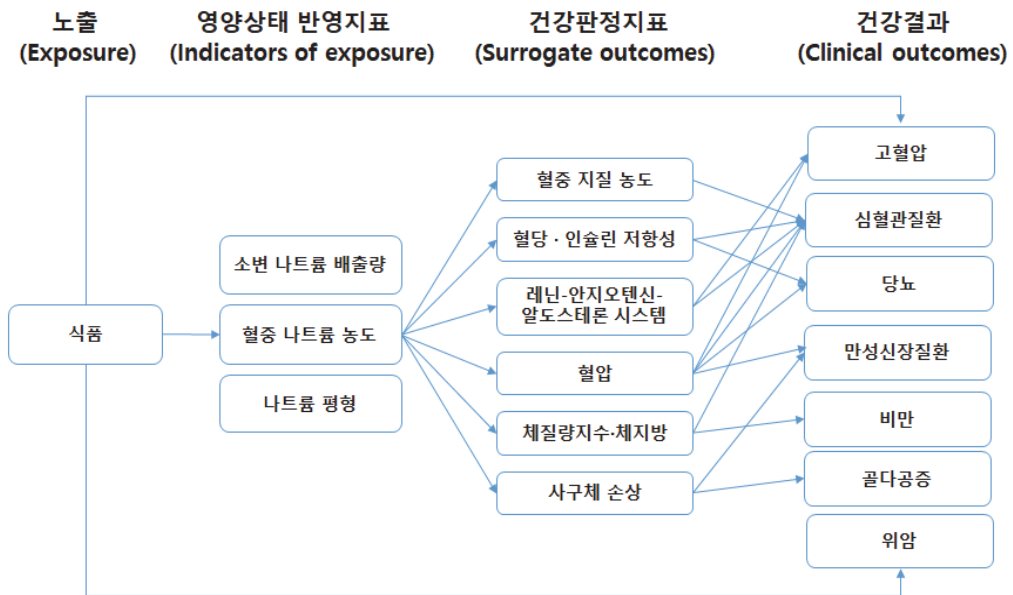 노출
(Exposure)
영양상태 반영지표
(Indicators of exposure)
건강판정지표
(Surrogate outcomes)
건강결과
(Clinical outcomes)
식품
소변 나트륨 배출량
혈중 나트륨 농도
나트륨 평형
혈중 지질 농도
혈당 · 인슐린 저항성
레닌-안지오텐신-
알도스테론 시스템
혈압
체질량지수·체지방
사구체 손상
고혈압
심혈관질환
당뇨
만성신장질환
비만
골다공증
위암